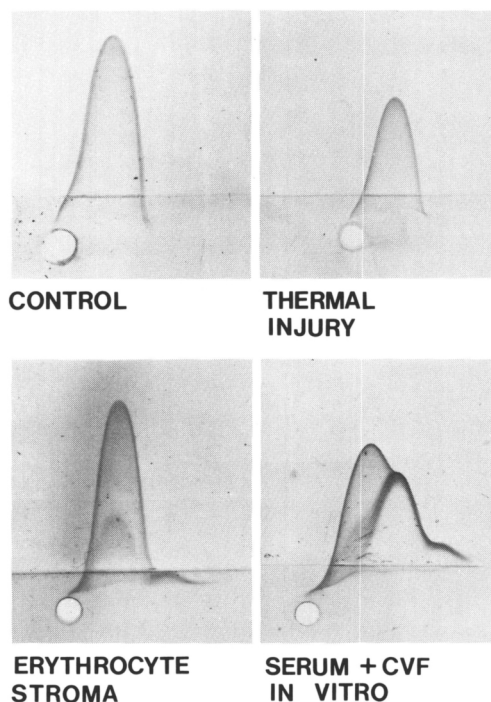 CONTROL
THERMAL
INJURY
ERYTHROCYTE
STROMA
SERUM + CVF
IN VITRO